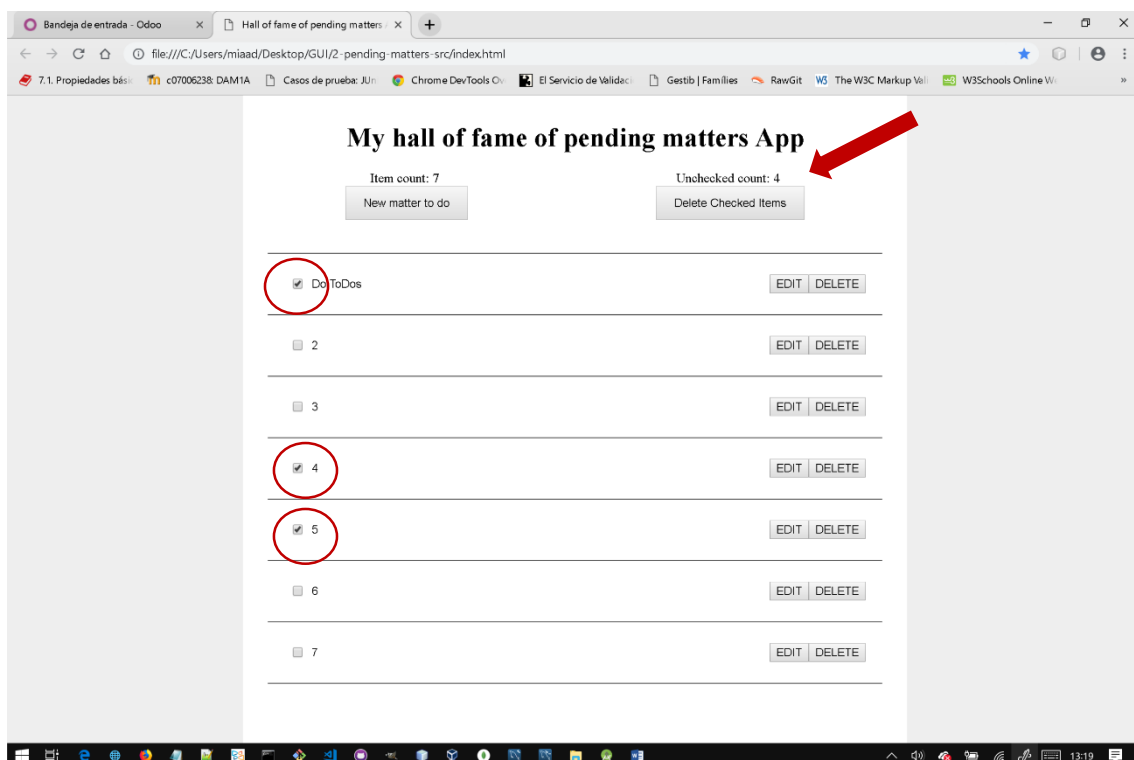 Bandeja de entrada - Odoo
Hall of fame of pending matters
file:///C:/Users/miaad/Desktop/GUI/2-pending-matters-src/index.html
7. 1. Propiedades bási
c07006238: DAM1A
Casos de prueba: JUn
Chrome DevTools Ov
El Servicio de Validaci
Gestib | Famílies
RawGit
The W3C Markup Vali
W3Schools Online We
My hall of fame of pending matters App
Item count: 7
Unchecked count: 4
New matter to do
Delete Checked Items
Do ToDos
EDIT DELETE
2
EDIT DELETE
3
EDIT DELETE
4
EDIT DELETE
5
EDIT DELETE
6
EDIT DELETE
7
EDIT DELETE
13:19